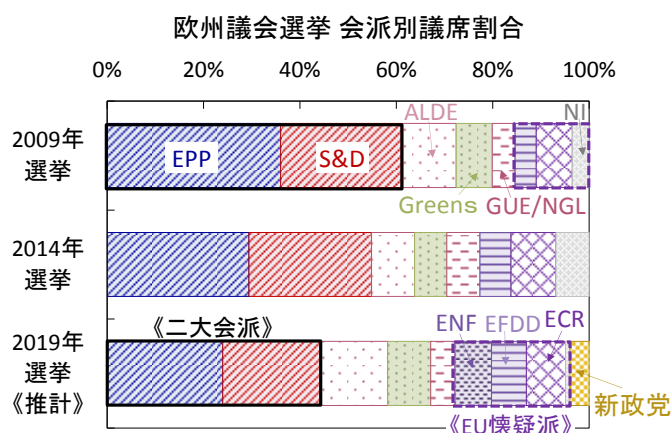 欧州議会選挙 会派別議席割合
0% 20% 40% 60% 80% 100%
ALDE NI
2009年
選挙
EPP S&D
Greens GUE/NGL
2014年
選挙
《二大会派》 ENF EFDD ECR
2019年
選挙
《推計》
新政党
《EU懐疑派》